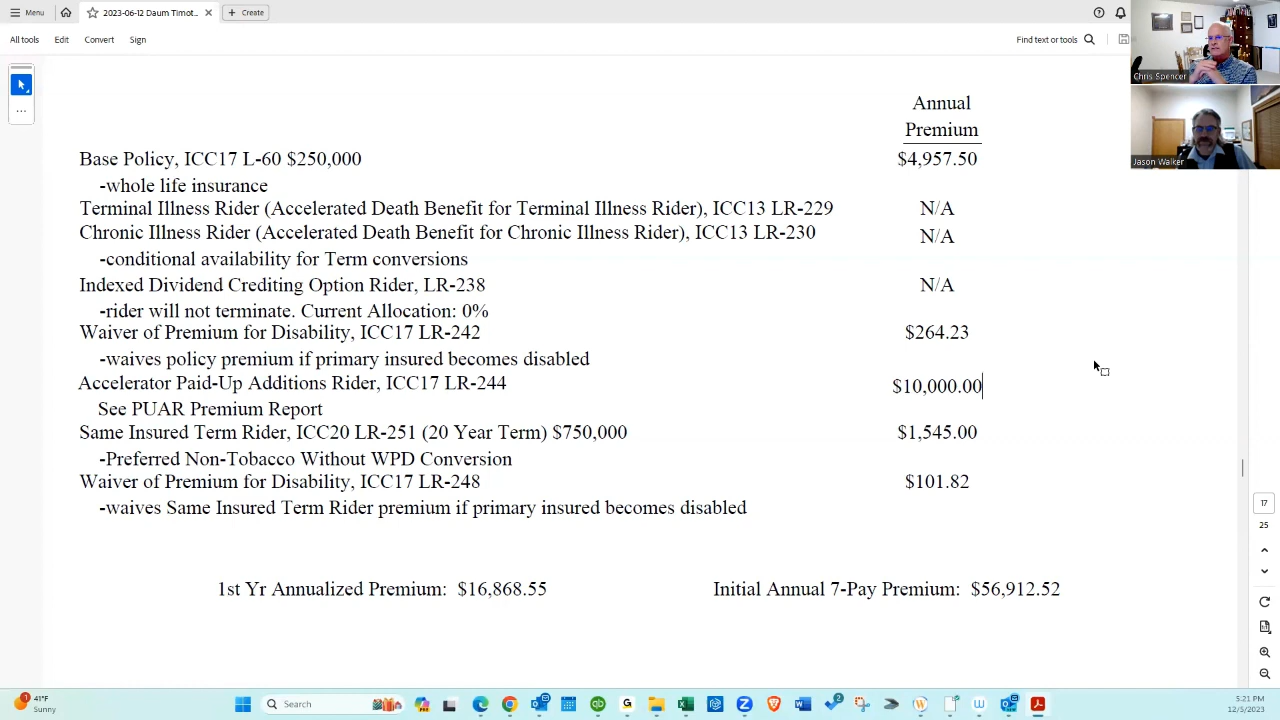 Menu
2023-06-12 Daum Timot...
Create
All tools
Edit
Convert
Sign
Find text or tools
Chris Spencer
Jason Walker
Annual
Premium
Base Policy, ICC17 L-60 $250,000 $4,957.50
-whole life insurance
Terminal Illness Rider (Accelerated Death Benefit for Terminal Illness Rider), ICC13 LR-229 N/A
Chronic Illness Rider (Accelerated Death Benefit for Chronic Illness Rider), ICC13 LR-230 N/A
-conditional availability for Term conversions
Indexed Dividend Crediting Option Rider, LR-238 N/A
-rider will not terminate. Current Allocation: 0%
Waiver of Premium for Disability, ICC17 LR-242 $264.23
-waives policy premium if primary insured becomes disabled
Accelerator Paid-Up Additions Rider, ICC17 LR-244 $10,000.00
See PUAR Premium Report
Same Insured Term Rider, ICC20 LR-251 (20 Year Term) $750,000 $1,545.00
-Preferred Non-Tobacco Without WPD Conversion
Waiver of Premium for Disability, ICC17 LR-248 $101.82
-waives Same Insured Term Rider premium if primary insured becomes disabled
17
25
1st Yr Annualized Premium: $16,868.55 Initial Annual 7-Pay Premium: $56,912.52
1
41°F
Sunny
Search
2
5:21 PM
12/5/2023